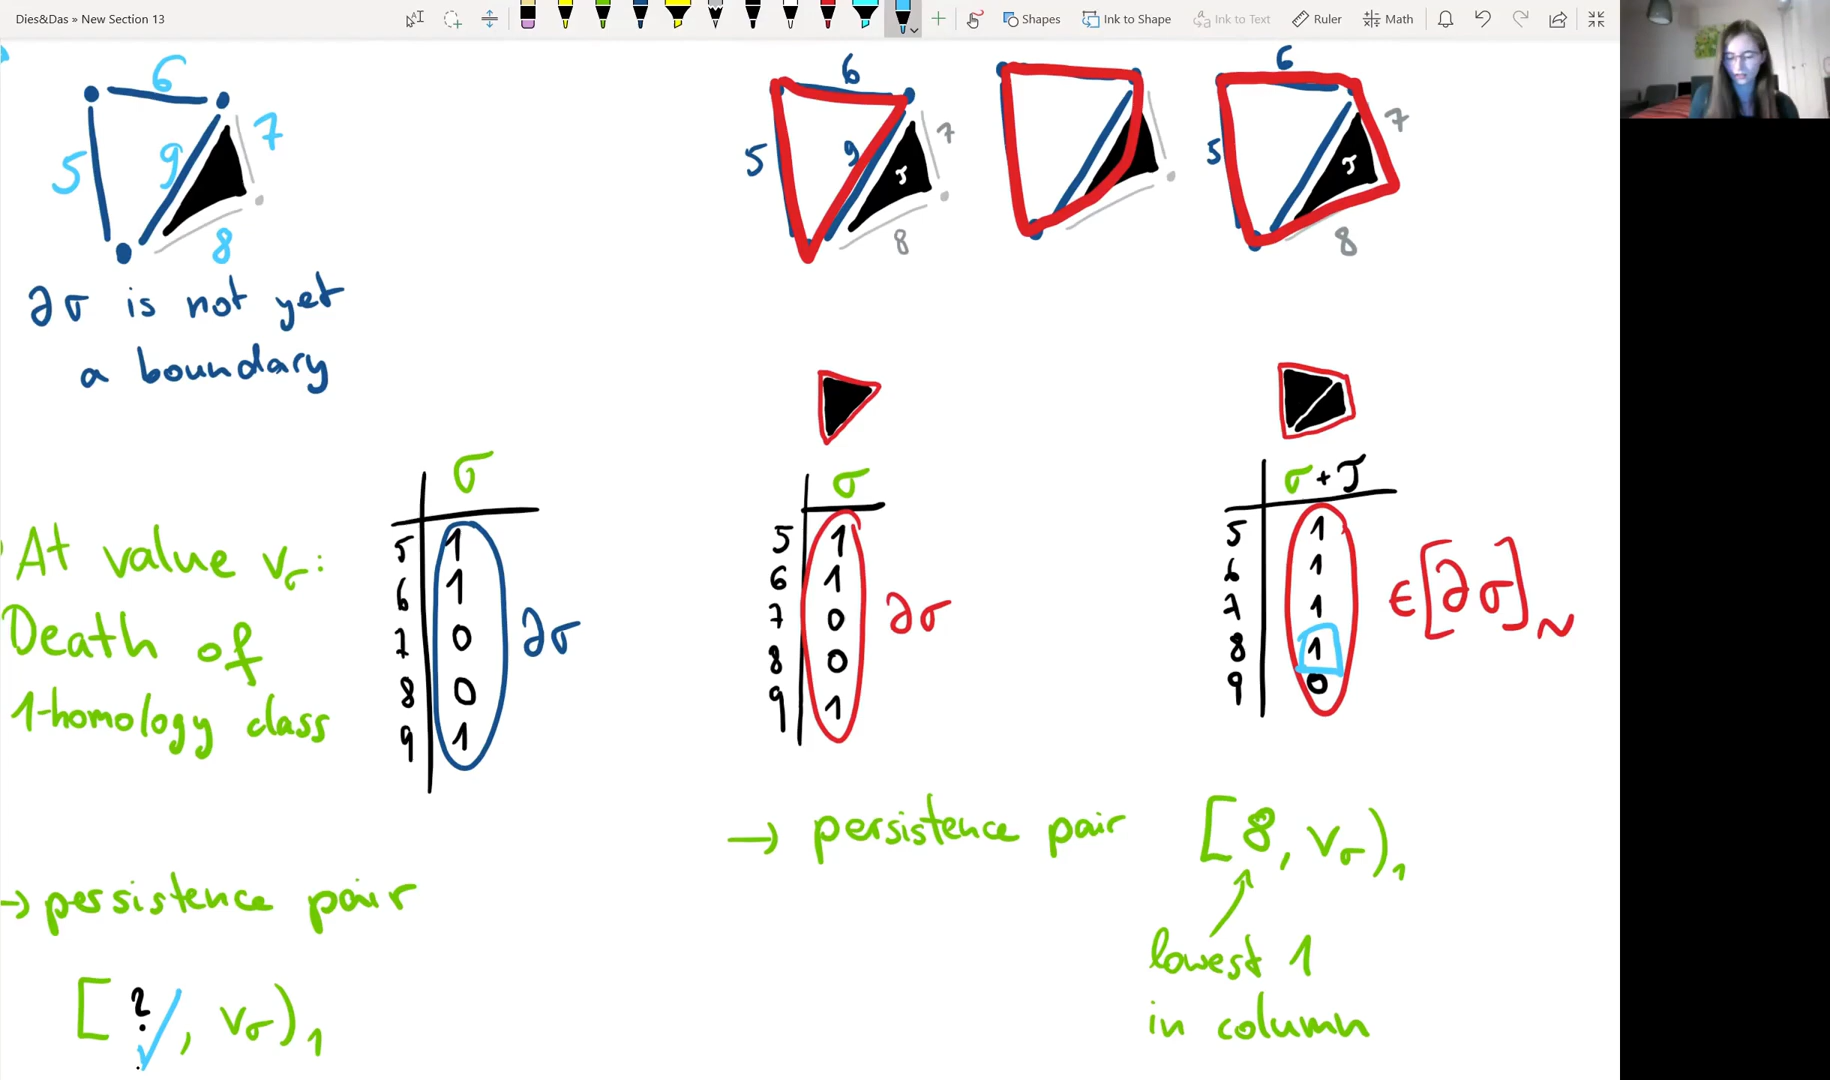 Dies&Das » New Section 13
Shapes
Ink to Shape
Ink to Text
Ruler
Math
6
5
9
7
8
∂σ is not yet
a boundary
6
5
9
7
J
8
6
5
7
J
8
At value vσ:
Death of
1-homology class
σ
5 1
6 1
7 0
8 0
9 1
∂σ
σ
5 1
6 1
7 0
8 0
9 1
∂σ
σ + J
5 1
6 1
7 1
8 1
9 0
∈ [∂σ]~
→ persistence pair
[ ? , vσ)₁
→ persistence pair [8, vσ)₁
lowest 1
in column